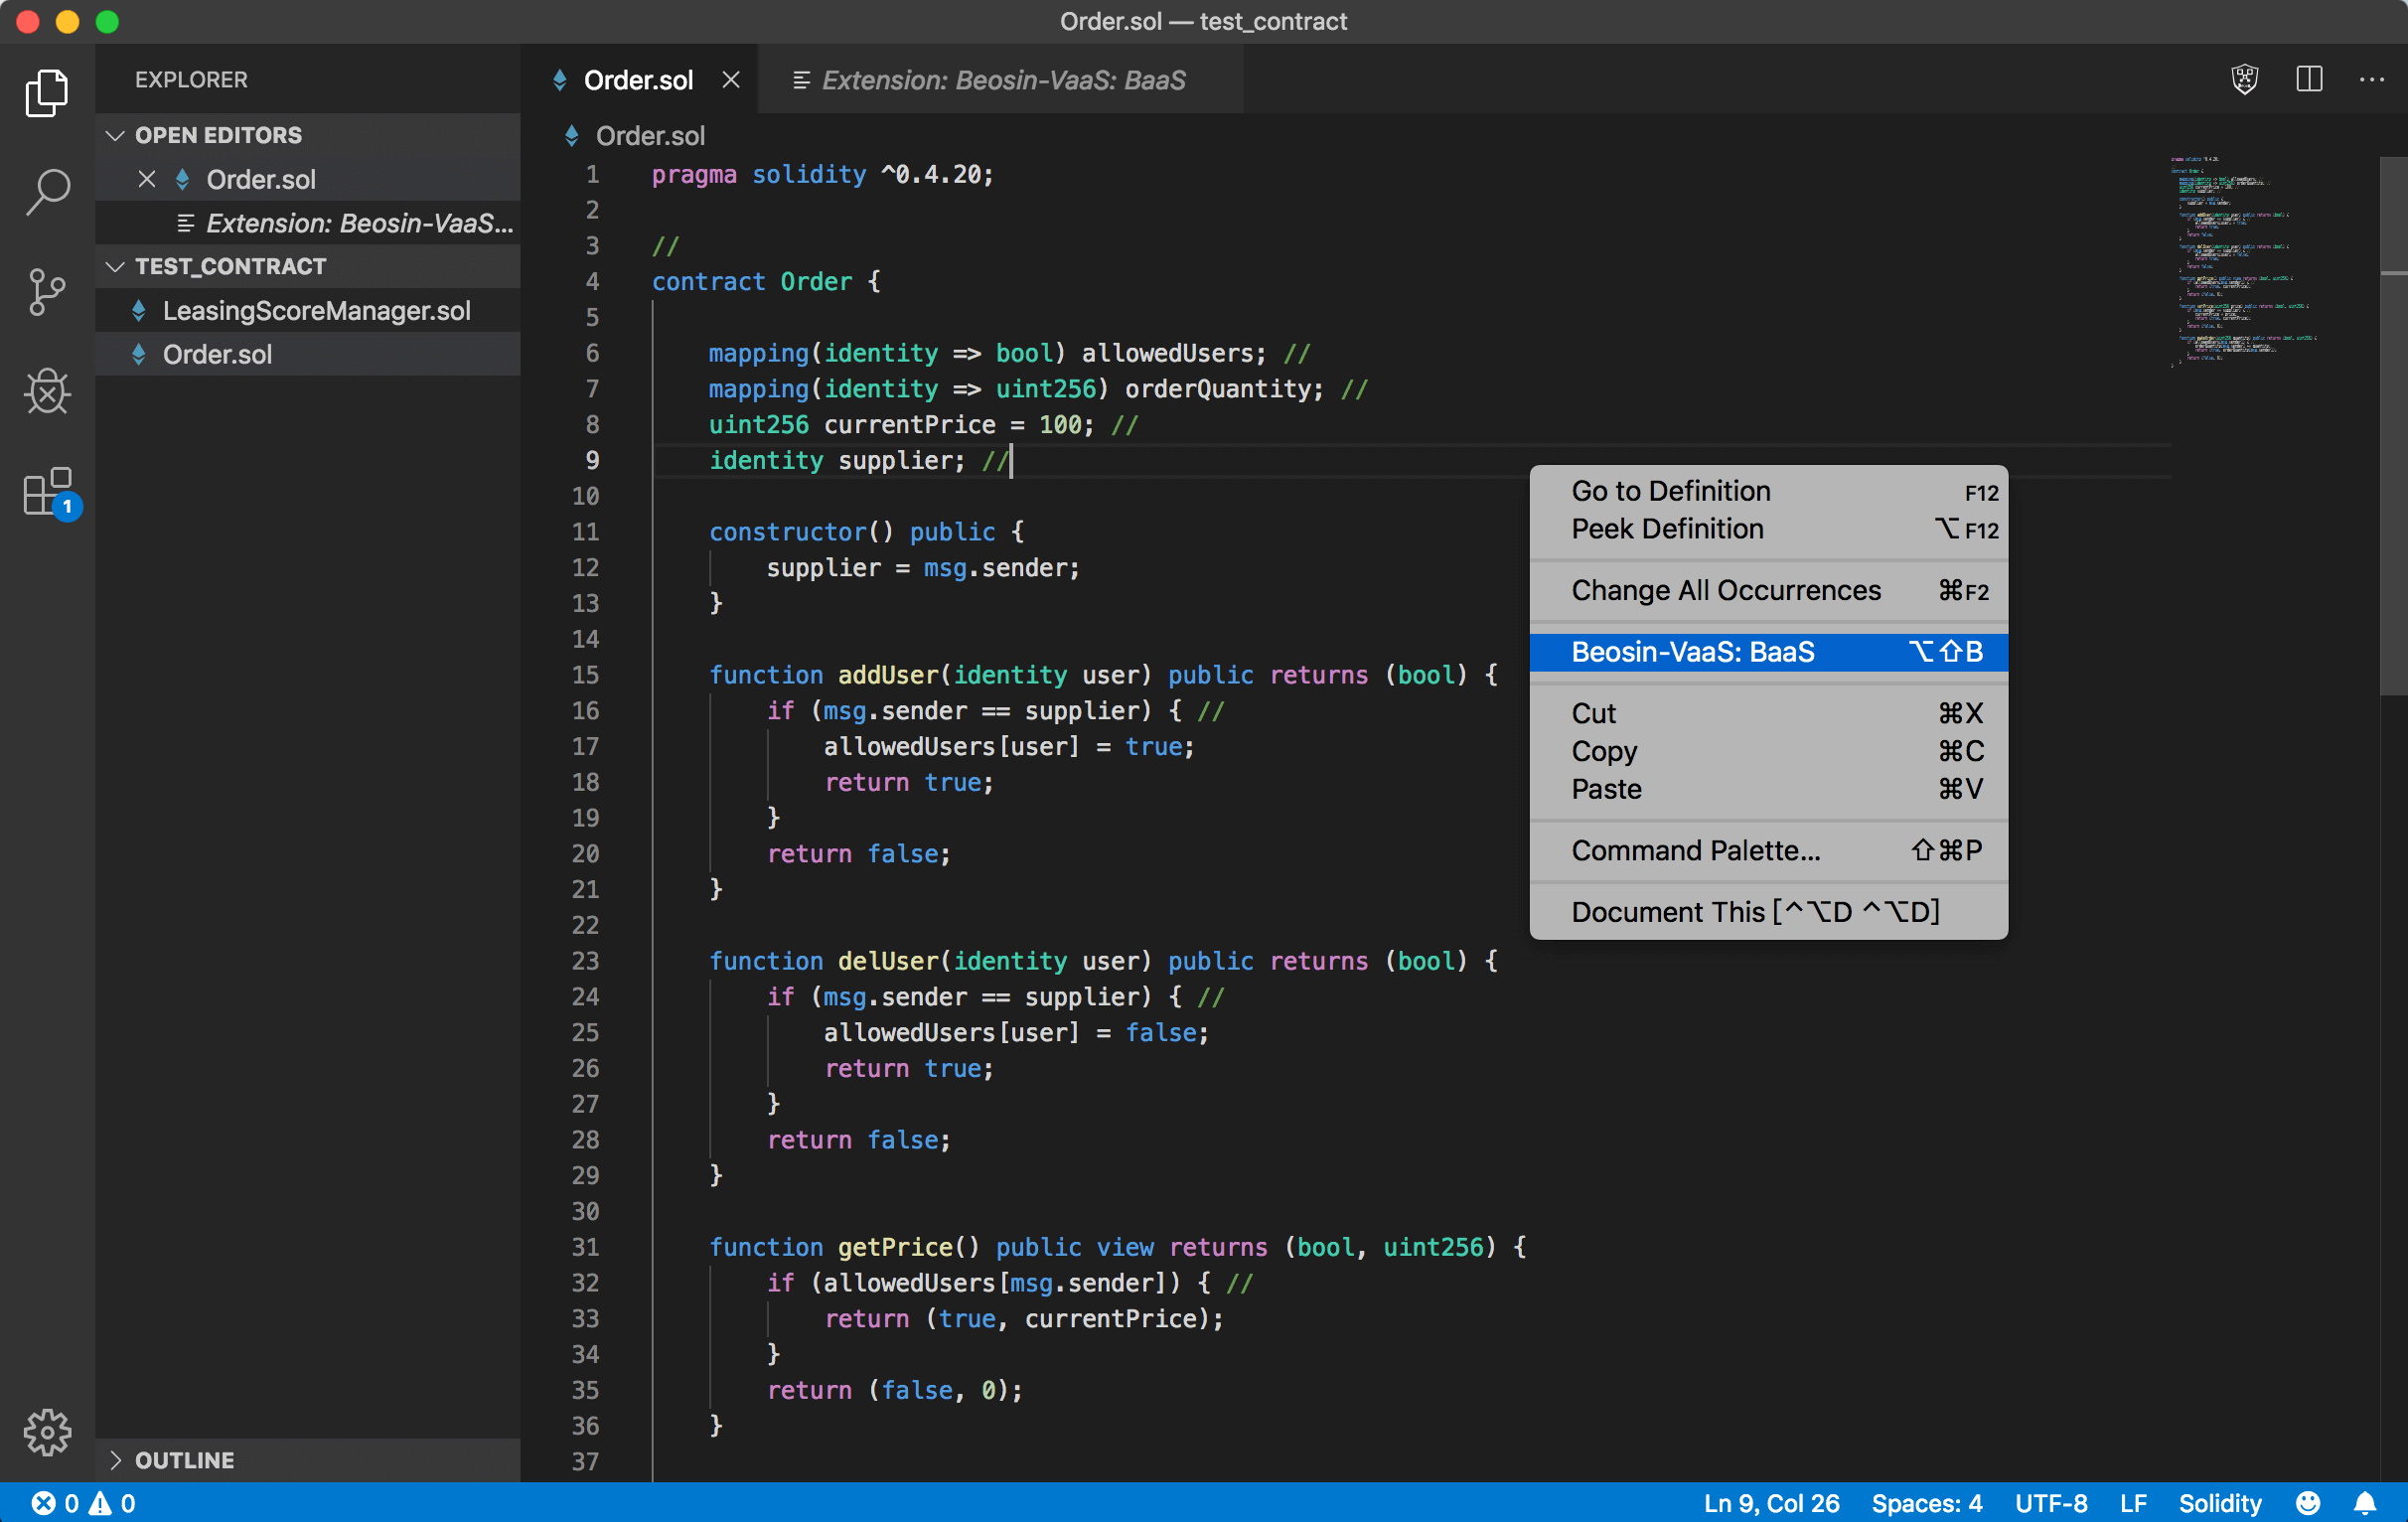 Order.sol — test_contract
EXPLORER
OPEN EDITORS
Order.sol
Extension: Beosin-VaaS...
TEST_CONTRACT
LeasingScoreManager.sol
Order.sol
OUTLINE
1
Order.sol
Extension: Beosin-VaaS: BaaS
Order.sol
1 pragma solidity ^0.4.20;
2
3 //
4 contract Order {
5
6 mapping(identity => bool) allowedUsers; //
7 mapping(identity => uint256) orderQuantity; //
8 uint256 currentPrice = 100; //
9 identity supplier; //
10
11 constructor() public {
12 supplier = msg.sender;
13 }
14
15 function addUser(identity user) public returns (bool) {
16 if (msg.sender == supplier) { //
17 allowedUsers[user] = true;
18 return true;
19 }
20 return false;
21 }
22
23 function delUser(identity user) public returns (bool) {
24 if (msg.sender == supplier) { //
25 allowedUsers[user] = false;
26 return true;
27 }
28 return false;
29 }
30
31 function getPrice() public view returns (bool, uint256) {
32 if (allowedUsers[msg.sender]) { //
33 return (true, currentPrice);
34 }
35 return (false, 0);
36 }
37
Go to Definition F12
Peek Definition ⌥F12
Change All Occurrences ⌘F2
Beosin-VaaS: BaaS ⌥⇧B
Cut ⌘X
Copy ⌘C
Paste ⌘V
Command Palette... ⇧⌘P
Document This [^⌥D ^⌥D]
0 0 Ln 9, Col 26 Spaces: 4 UTF-8 LF Solidity